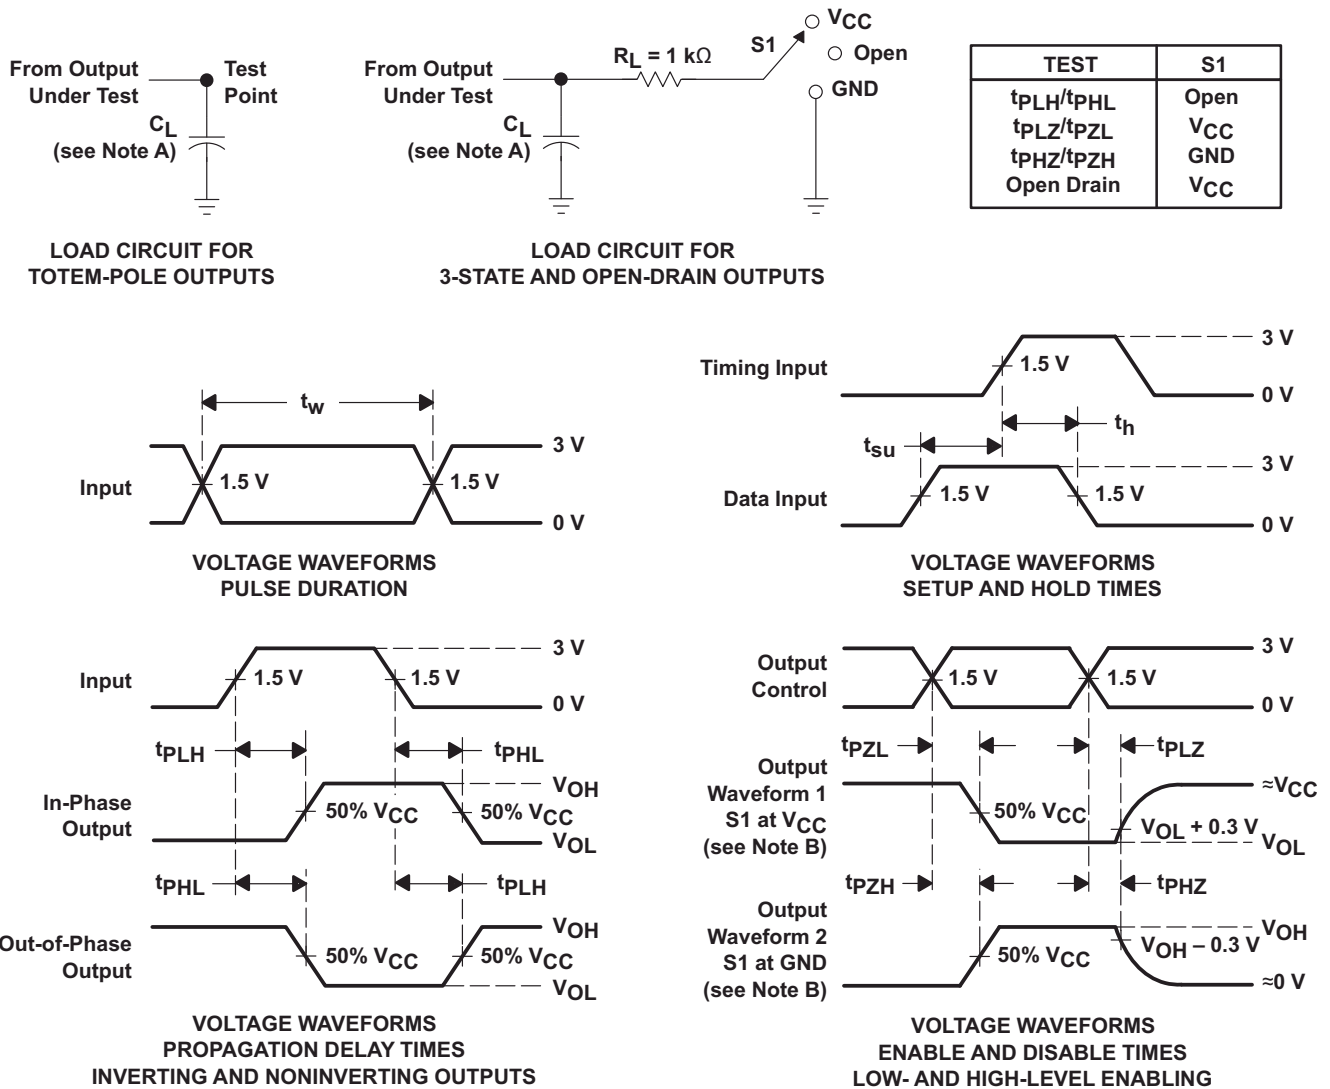 From Output
Under Test
Test
Point
CL
(see Note A)
LOAD CIRCUIT FOR
TOTEM-POLE OUTPUTS
From Output
Under Test
RL = 1 kΩ
S1
VCC
Open
GND
CL
(see Note A)
LOAD CIRCUIT FOR
3-STATE AND OPEN-DRAIN OUTPUTS
TEST S1
tPLH/tPHL Open
tPLZ/tPZL VCC
tPHZ/tPZH GND
Open Drain VCC
tw
Input
1.5 V
1.5 V
3 V
0 V
VOLTAGE WAVEFORMS
PULSE DURATION
Timing Input
1.5 V
3 V
0 V
th
tsu
Data Input
1.5 V
1.5 V
3 V
0 V
VOLTAGE WAVEFORMS
SETUP AND HOLD TIMES
Input
1.5 V
1.5 V
3 V
0 V
tPLH
tPHL
In-Phase
Output
50% VCC
50% VCC
VOH
VOL
tPHL
tPLH
Out-of-Phase
Output
50% VCC
50% VCC
VOH
VOL
VOLTAGE WAVEFORMS
PROPAGATION DELAY TIMES
INVERTING AND NONINVERTING OUTPUTS
Output
Control
1.5 V
1.5 V
3 V
0 V
tPZL
tPLZ
Output
Waveform 1
S1 at VCC
(see Note B)
50% VCC
VOL + 0.3 V
≈VCC
VOL
tPZH
tPHZ
Output
Waveform 2
S1 at GND
(see Note B)
50% VCC
VOH – 0.3 V
VOH
≈0 V
VOLTAGE WAVEFORMS
ENABLE AND DISABLE TIMES
LOW- AND HIGH-LEVEL ENABLING